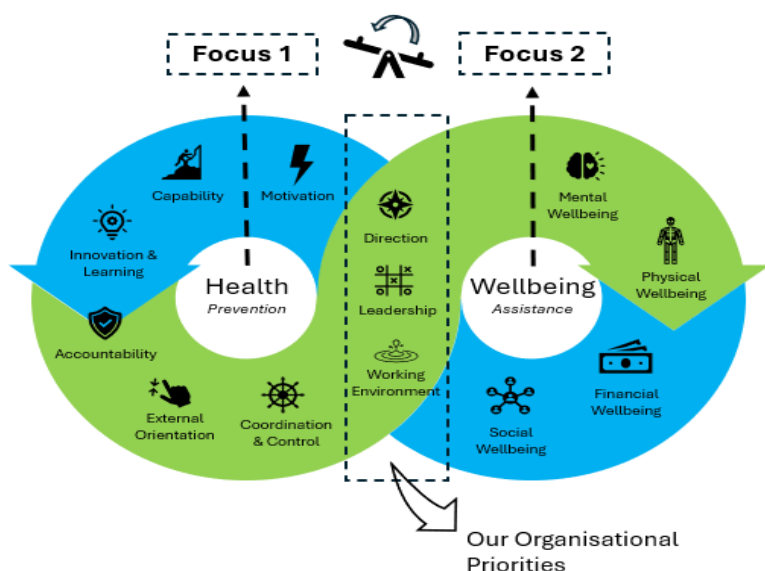 Focus 1
Focus 2
Capability
Motivation
Innovation &
Learning
Accountability
External
Orientation
Coordination
& Control
Health
Prevention
Direction
Leadership
Working
Environment
Wellbeing
Assistance
Mental
Wellbeing
Physical
Wellbeing
Financial
Wellbeing
Social
Wellbeing
Our Organisational
Priorities